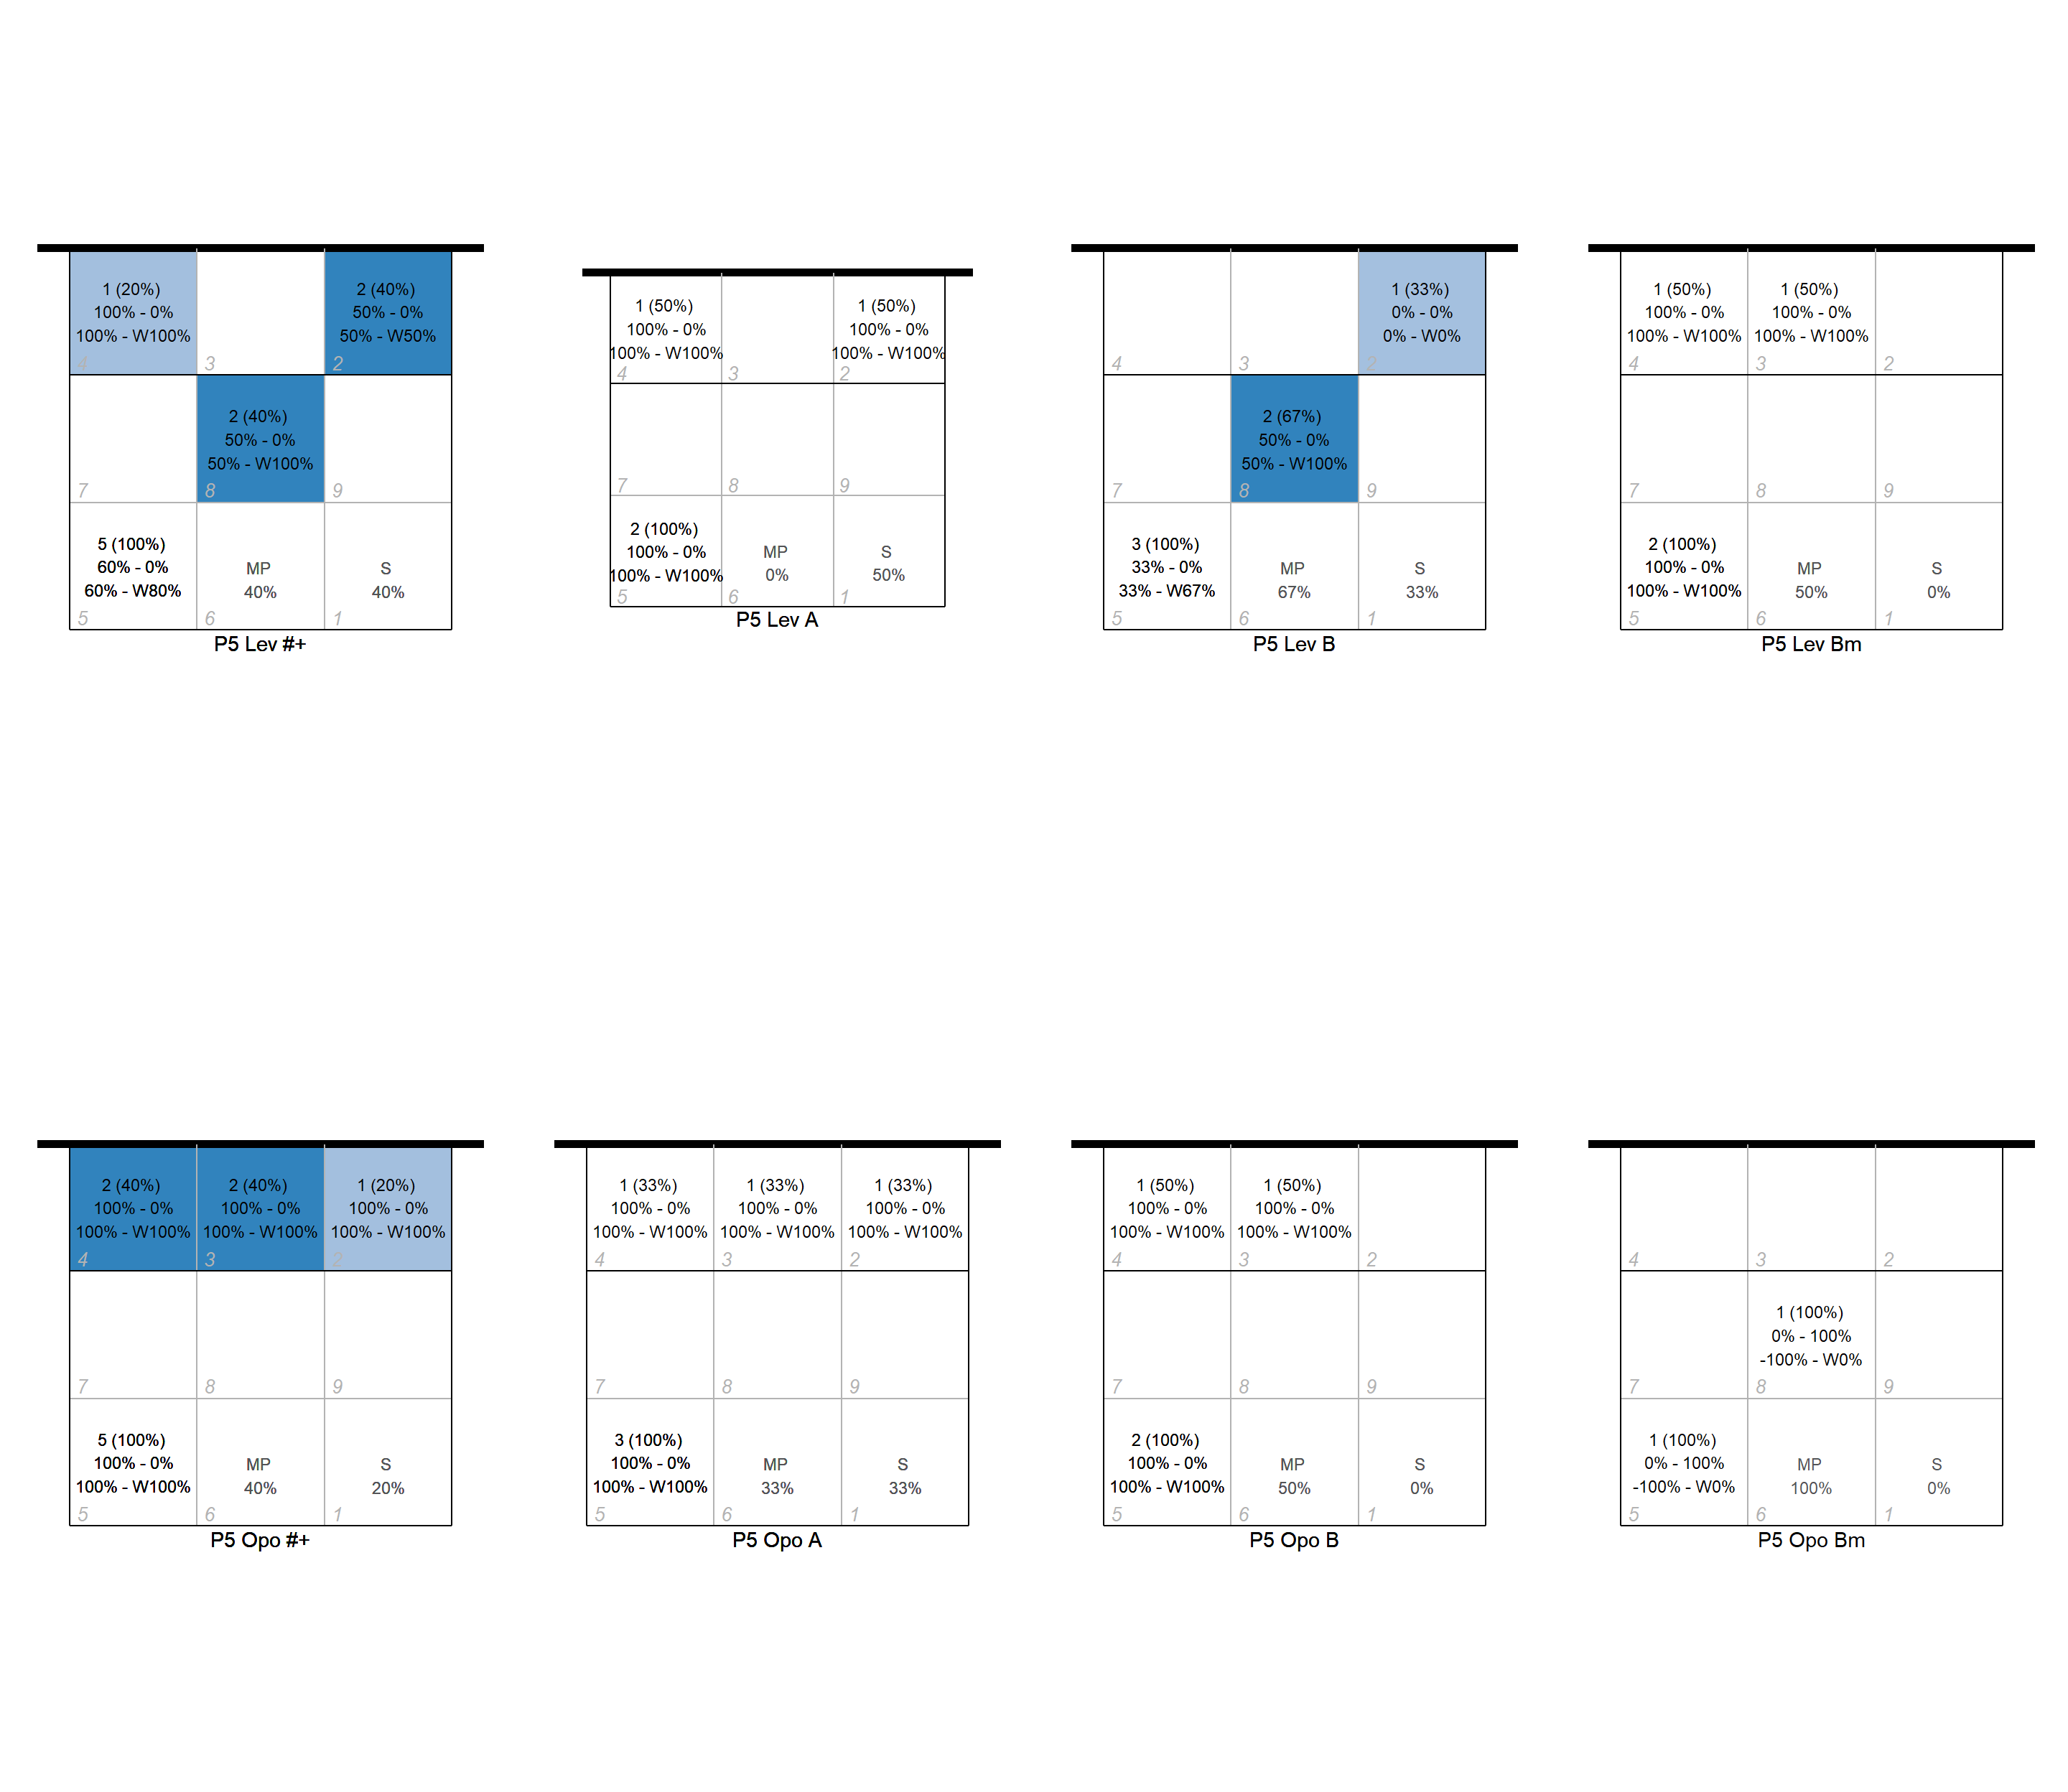 1 (20%)
100% - 0%
100% - W100%
4
3
2 (40%)
50% - 0%
50% - W50%
2
7
2 (40%)
50% - 0%
50% - W100%
8
9
5 (100%)
60% - 0%
60% - W80%
5
MP
40%
6
S
40%
1
P5 Lev #+
1 (50%)
100% - 0%
100% - W100%
4
3
1 (50%)
100% - 0%
100% - W100%
2
7
8
9
2 (100%)
100% - 0%
100% - W100%
5
MP
0%
6
S
50%
1
P5 Lev A
4
3
1 (33%)
0% - 0%
0% - W0%
2
7
2 (67%)
50% - 0%
50% - W100%
8
9
3 (100%)
33% - 0%
33% - W67%
5
MP
67%
6
S
33%
1
P5 Lev B
1 (50%)
100% - 0%
100% - W100%
4
1 (50%)
100% - 0%
100% - W100%
3
2
7
8
9
2 (100%)
100% - 0%
100% - W100%
5
MP
50%
6
S
0%
1
P5 Lev Bm
2 (40%)
100% - 0%
100% - W100%
4
2 (40%)
100% - 0%
100% - W100%
3
1 (20%)
100% - 0%
100% - W100%
2
7
8
9
5 (100%)
100% - 0%
100% - W100%
5
MP
40%
6
S
20%
1
P5 Opo #+
1 (33%)
100% - 0%
100% - W100%
4
1 (33%)
100% - 0%
100% - W100%
3
1 (33%)
100% - 0%
100% - W100%
2
7
8
9
3 (100%)
100% - 0%
100% - W100%
5
MP
33%
6
S
33%
1
P5 Opo A
1 (50%)
100% - 0%
100% - W100%
4
1 (50%)
100% - 0%
100% - W100%
3
2
7
8
9
2 (100%)
100% - 0%
100% - W100%
5
MP
50%
6
S
0%
1
P5 Opo B
4
3
2
7
1 (100%)
0% - 100%
-100% - W0%
8
9
1 (100%)
0% - 100%
-100% - W0%
5
MP
100%
6
S
0%
1
P5 Opo Bm